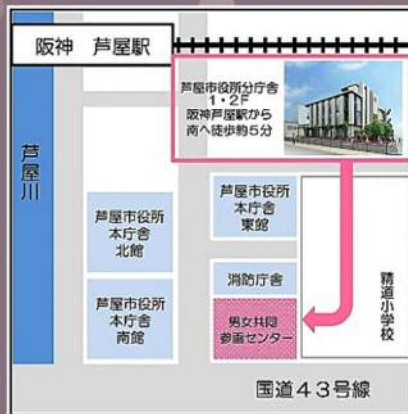 阪神 芦屋駅
芦屋市役所分庁舎
1・2F
阪神芦屋駅から
南へ徒歩約5分
芦屋川
芦屋市役所
本庁舎
北館
芦屋市役所
本庁舎
東館
消防庁舎
精道小学校
芦屋市役所
本庁舎
南館
男女共同
参画センター
国道43号線